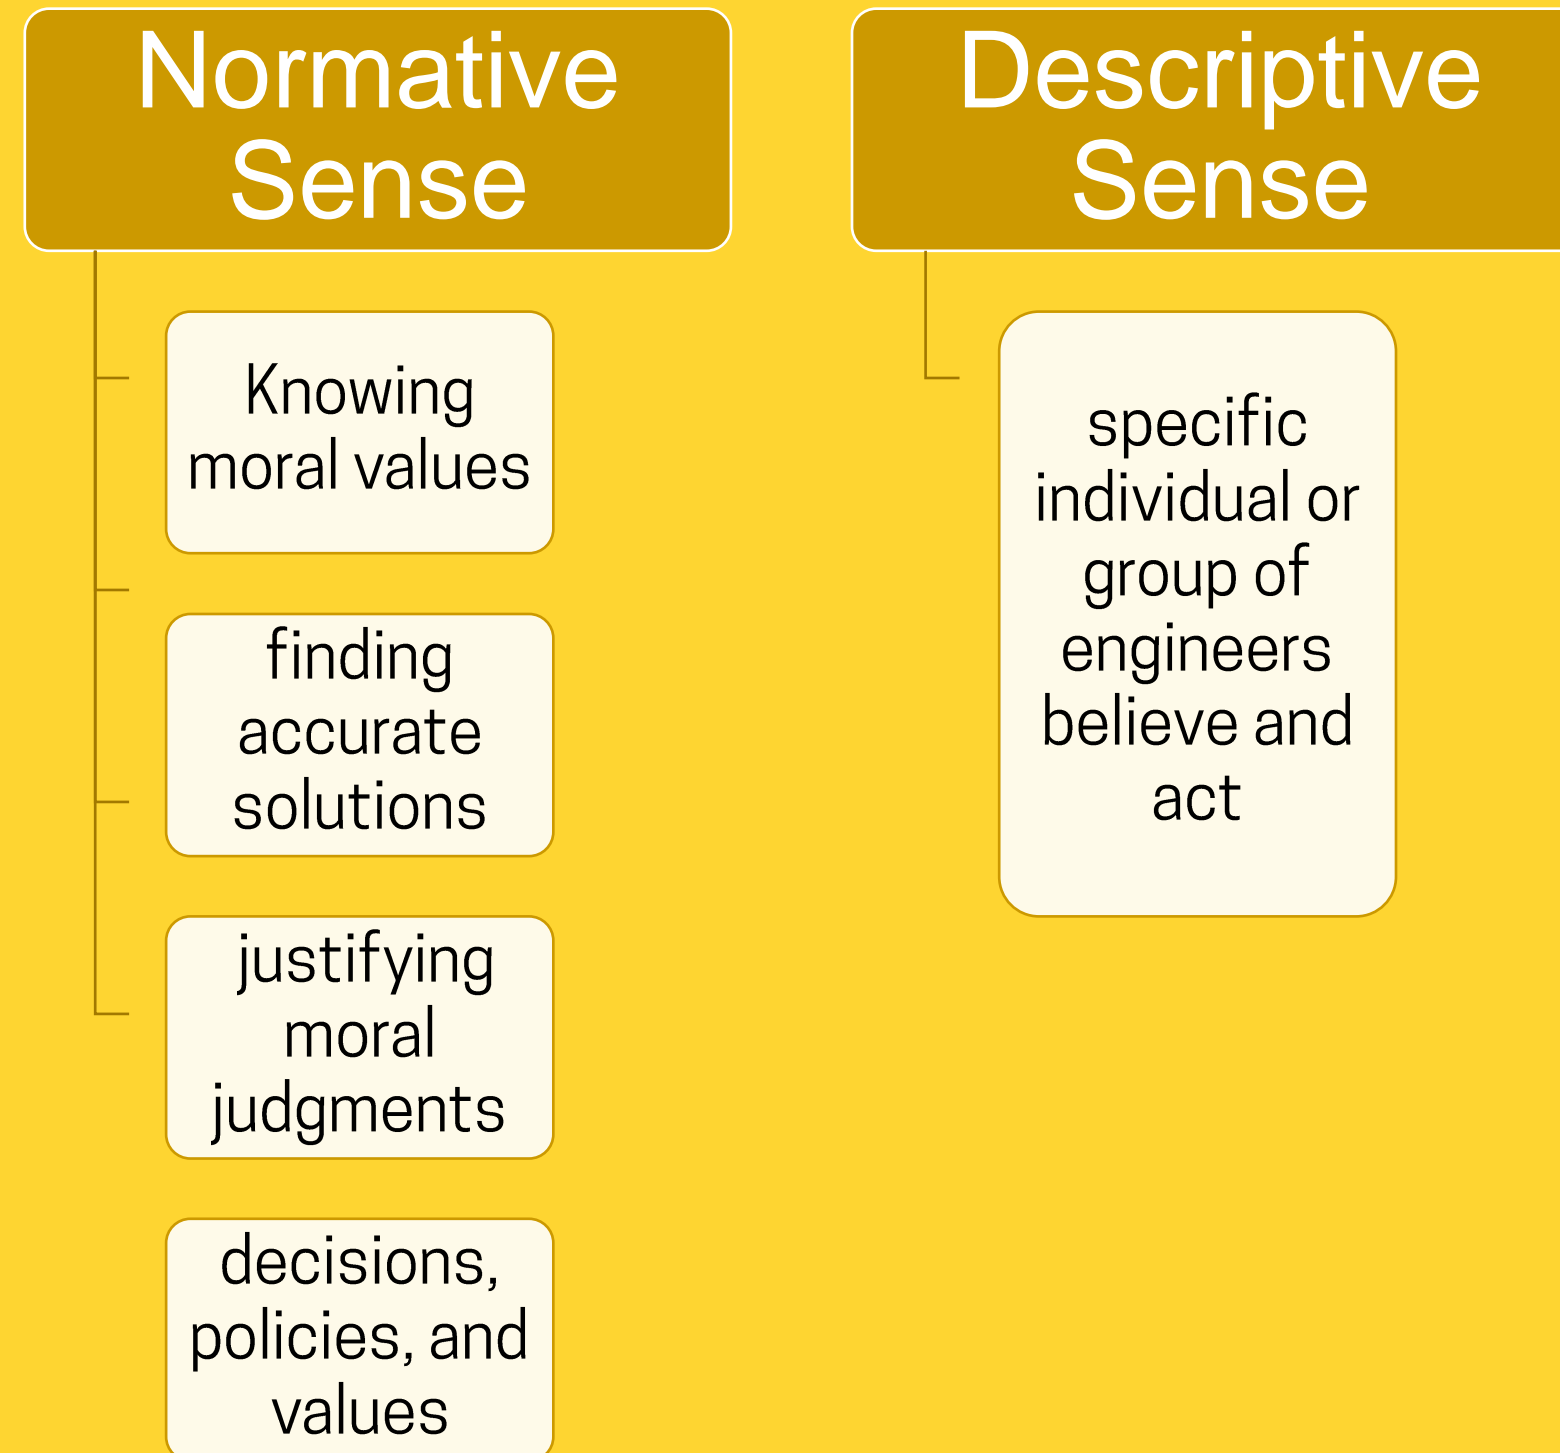 Normative
Sense
Knowing
moral values
finding
accurate
solutions
justifying
moral
judgments
decisions,
policies, and
values
Descriptive
Sense
specific
individual or
group of
engineers
believe and
act